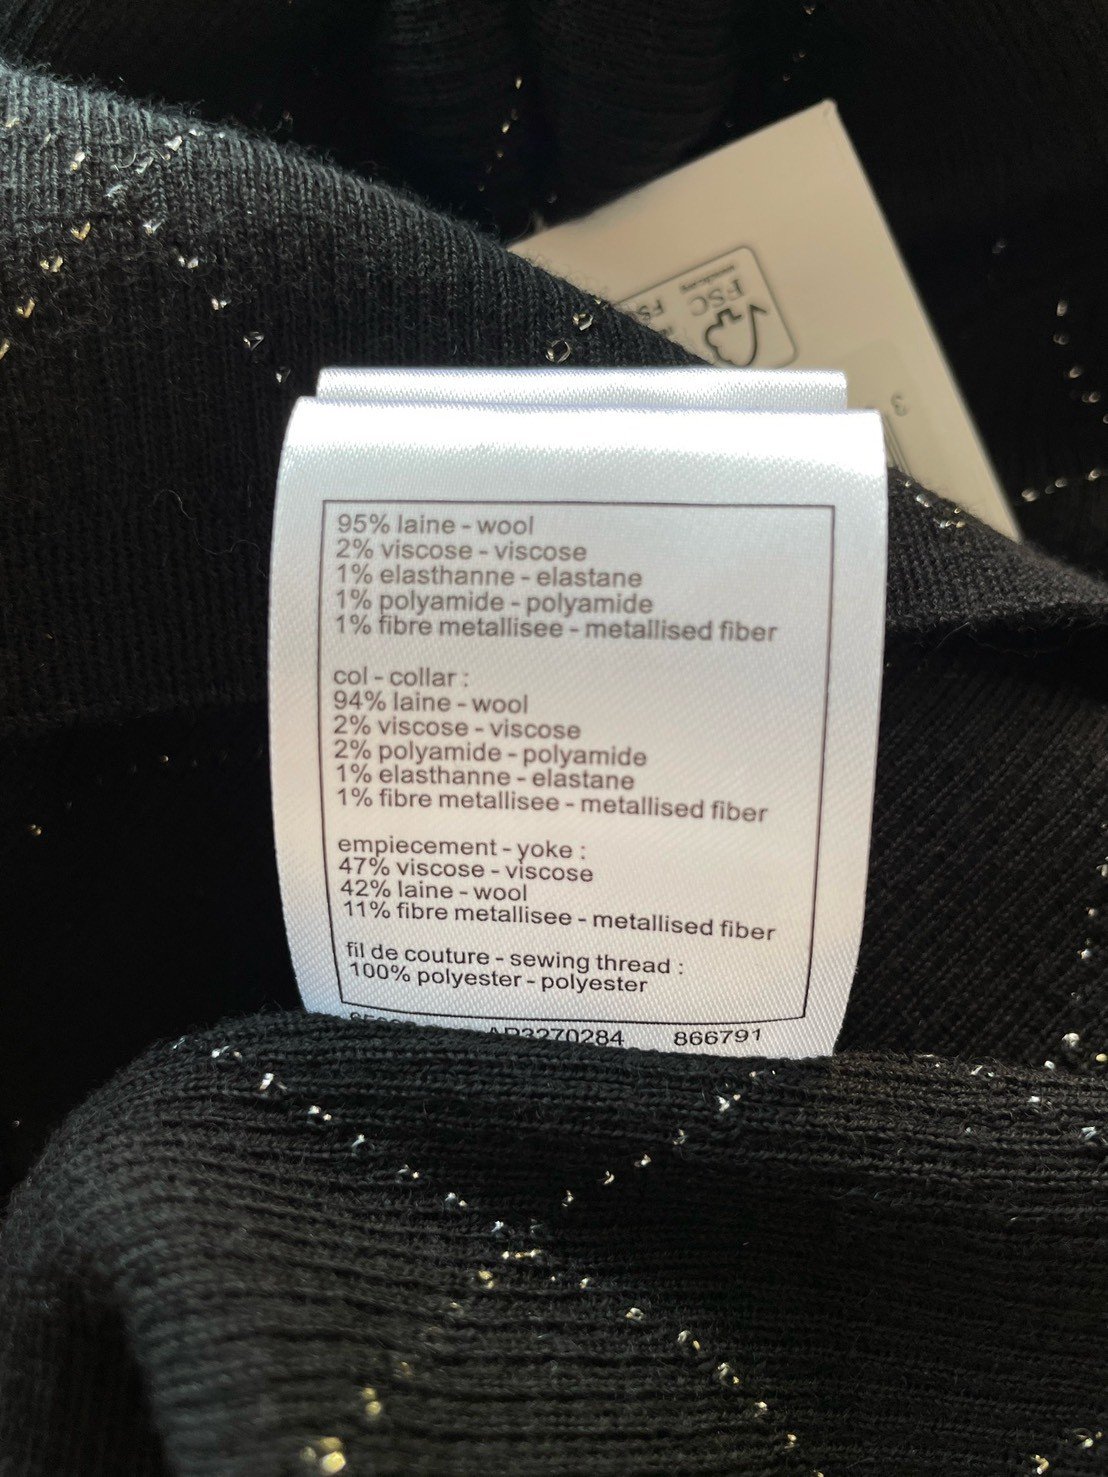 95% laine - wool
2% viscose - viscose
1% elasthanne - elastane
1% polyamide - polyamide
1% fibre metallisee - metallised fiber
col - collar :
94% laine - wool
2% viscose - viscose
2% polyamide - polyamide
1% elasthanne - elastane
1% fibre metallisee - metallised fiber
empiecement - yoke :
47% viscose - viscose
42% laine - wool
11% fibre metallisee - metallised fiber
fil de couture - sewing thread :
100% polyester - polyester
866791
FSC
3